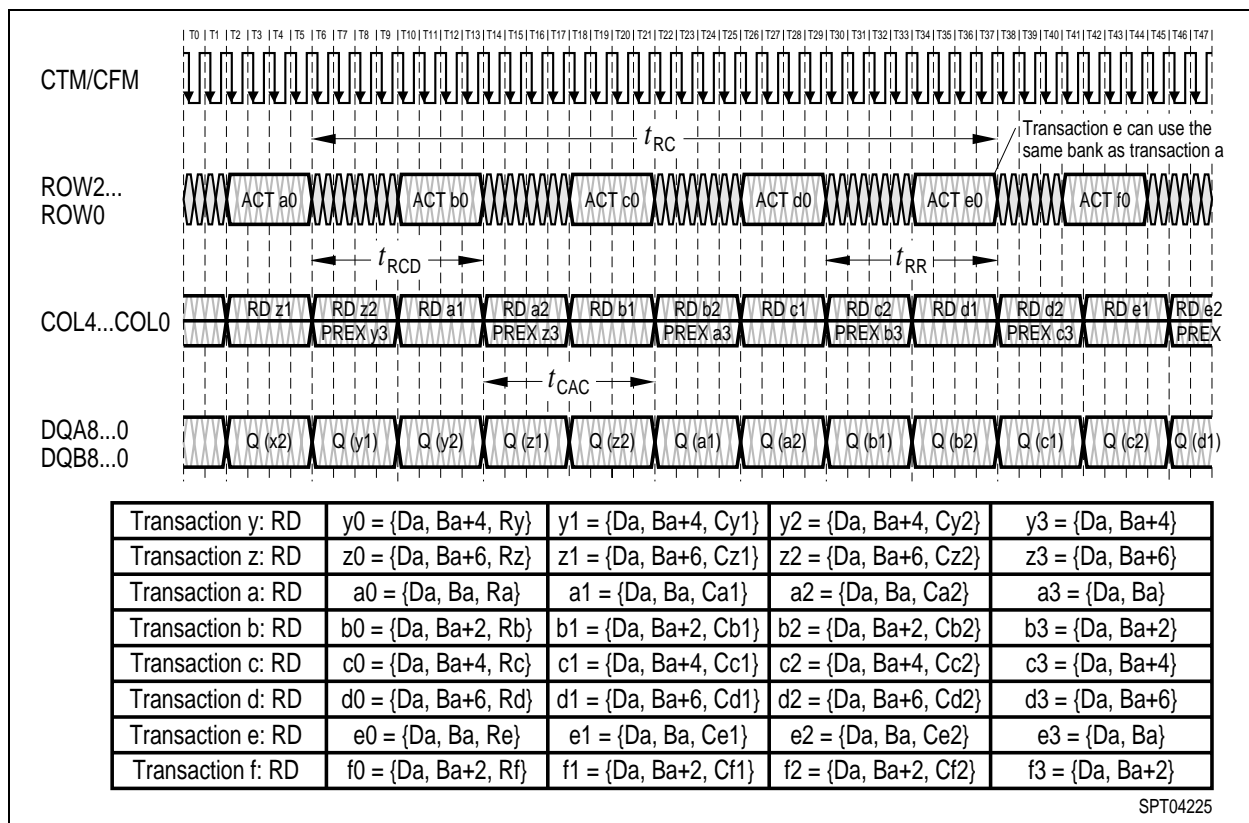 T0 T1 T2 T3 T4 T5 T6 T7 T8 T9 T10 T11 T12 T13 T14 T15 T16 T17 T18 T19 T20 T21 T22 T23 T24 T25 T26 T27 T28 T29 T30 T31 T32 T33 T34 T35 T36 T37 T38 T39 T40 T41 T42 T43 T44 T45 T46 T47
CTM/CFM
tRC
Transaction e can use the
same bank as transaction a
ROW2...
ROW0
ACT a0 ACT b0 ACT c0 ACT d0 ACT e0 ACT f0
tRCD tRR
COL4...COL0
RD z1 RD z2 RD a1 RD a2 RD b1 RD b2 RD c1 RD c2 RD d1 RD d2 RD e1 RD e2
PREX y3 PREX z3 PREX a3 PREX b3 PREX c3 PREX
tCAC
DQA8...0
DQB8...0
Q (x2) Q (y1) Q (y2) Q (z1) Q (z2) Q (a1) Q (a2) Q (b1) Q (b2) Q (c1) Q (c2) Q (d1)
Transaction y: RD y0 = {Da, Ba+4, Ry} y1 = {Da, Ba+4, Cy1} y2 = {Da, Ba+4, Cy2} y3 = {Da, Ba+4}
Transaction z: RD z0 = {Da, Ba+6, Rz} z1 = {Da, Ba+6, Cz1} z2 = {Da, Ba+6, Cz2} z3 = {Da, Ba+6}
Transaction a: RD a0 = {Da, Ba, Ra} a1 = {Da, Ba, Ca1} a2 = {Da, Ba, Ca2} a3 = {Da, Ba}
Transaction b: RD b0 = {Da, Ba+2, Rb} b1 = {Da, Ba+2, Cb1} b2 = {Da, Ba+2, Cb2} b3 = {Da, Ba+2}
Transaction c: RD c0 = {Da, Ba+4, Rc} c1 = {Da, Ba+4, Cc1} c2 = {Da, Ba+4, Cc2} c3 = {Da, Ba+4}
Transaction d: RD d0 = {Da, Ba+6, Rd} d1 = {Da, Ba+6, Cd1} d2 = {Da, Ba+6, Cd2} d3 = {Da, Ba+6}
Transaction e: RD e0 = {Da, Ba, Re} e1 = {Da, Ba, Ce1} e2 = {Da, Ba, Ce2} e3 = {Da, Ba}
Transaction f: RD f0 = {Da, Ba+2, Rf} f1 = {Da, Ba+2, Cf1} f2 = {Da, Ba+2, Cf2} f3 = {Da, Ba+2}
SPT04225